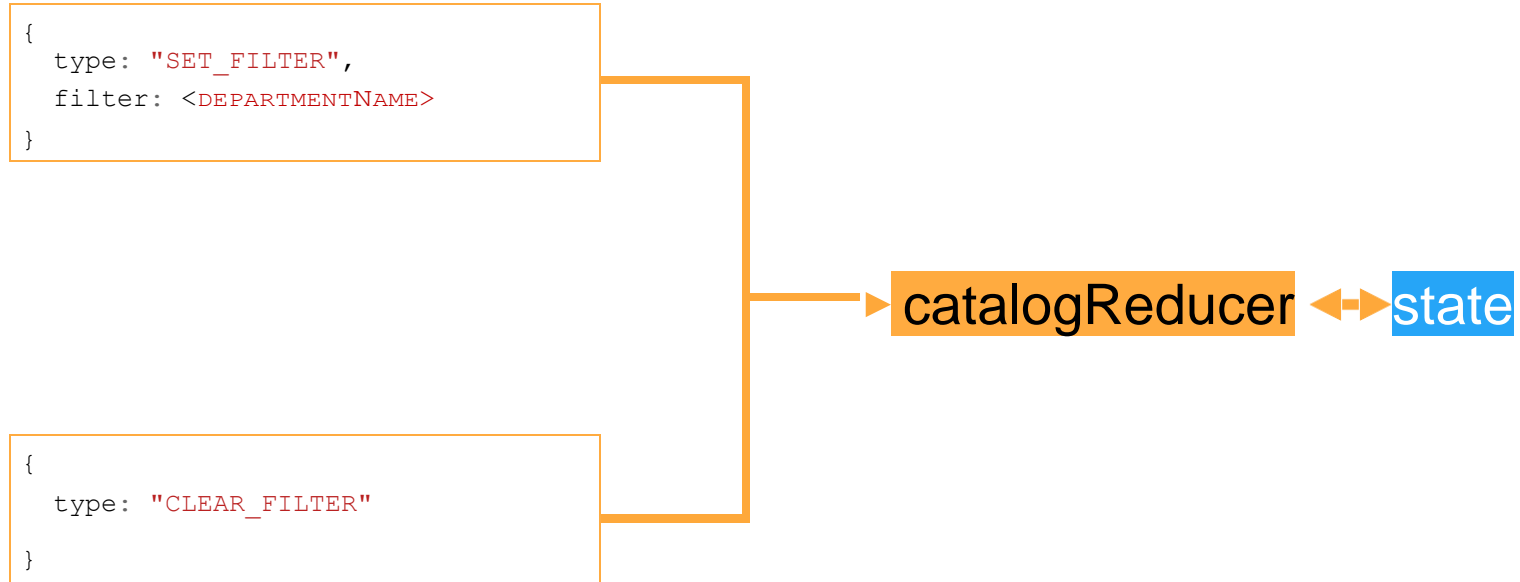 {
type: "SET_FILTER",
filter: <DEPARTMENTNAME>
}
catalogReducer
state
{
type: "CLEAR_FILTER"
}